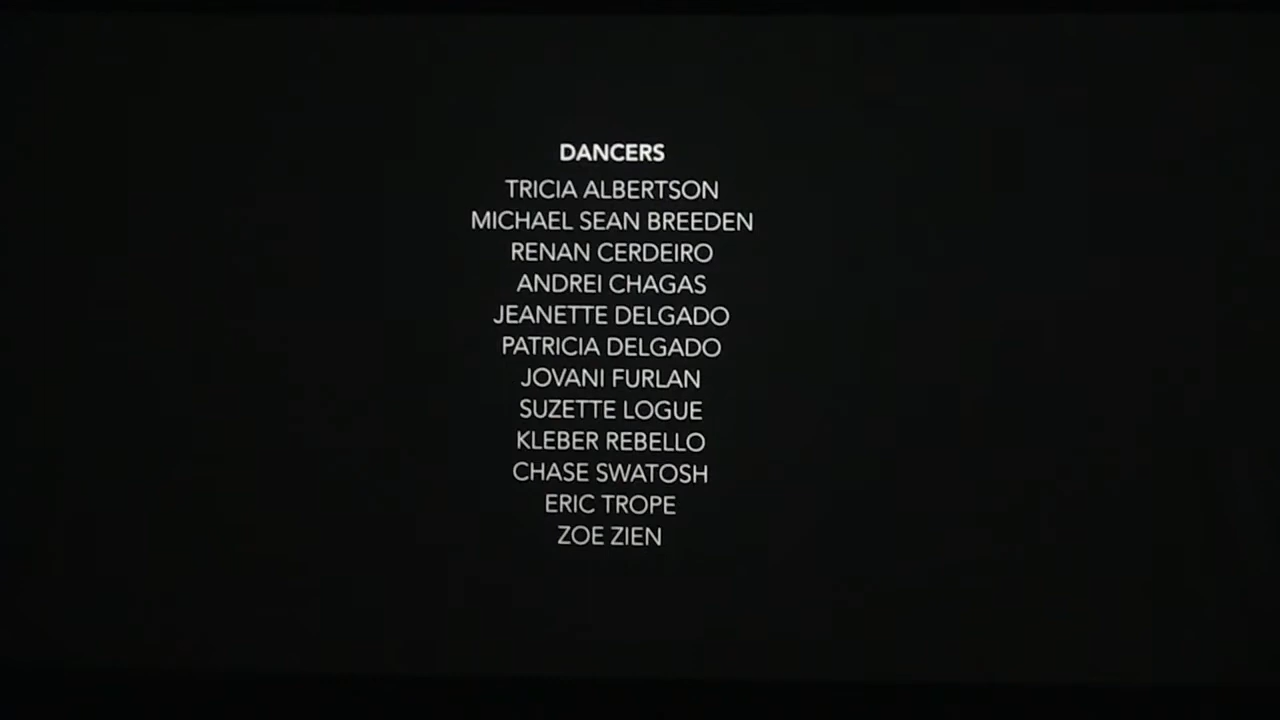 DANCERS
TRICIA ALBERTSON
MICHAEL SEAN BREEDEN
RENAN CERDEIRO
ANDREI CHAGAS
JEANETTE DELGADO
PATRICIA DELGADO
JOVANI FURLAN
SUZETTE LOGUE
KLEBER REBELLO
CHASE SWATOSH
ERIC TROPE
ZOE ZIEN